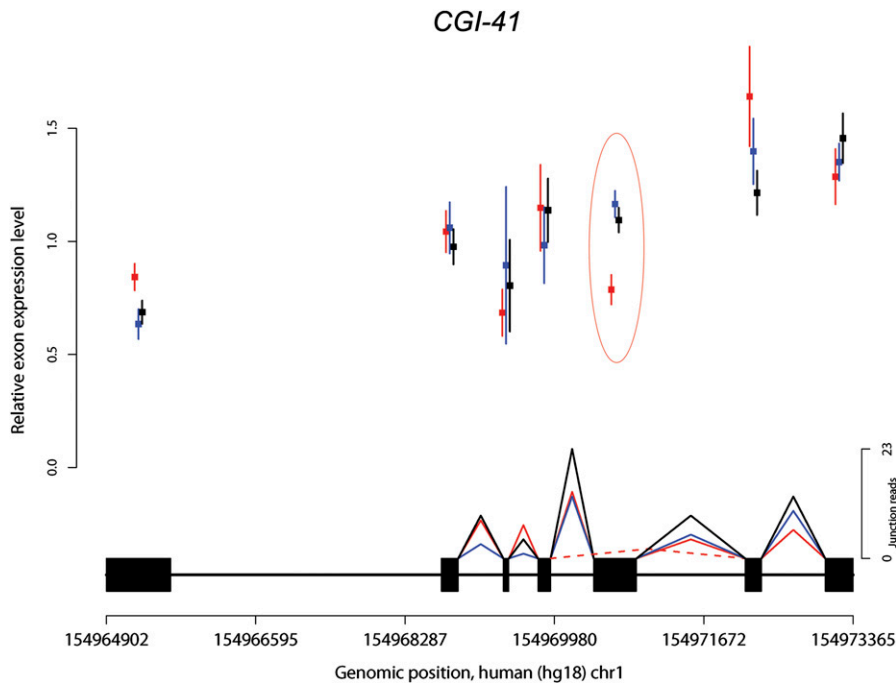 CGI-41
Relative exon expression level
1.5
1.0
0.5
0.0
23
0
Junction reads
154964902 154966595 154968287 154969980 154971672 154973365
Genomic position, human (hg18) chr1